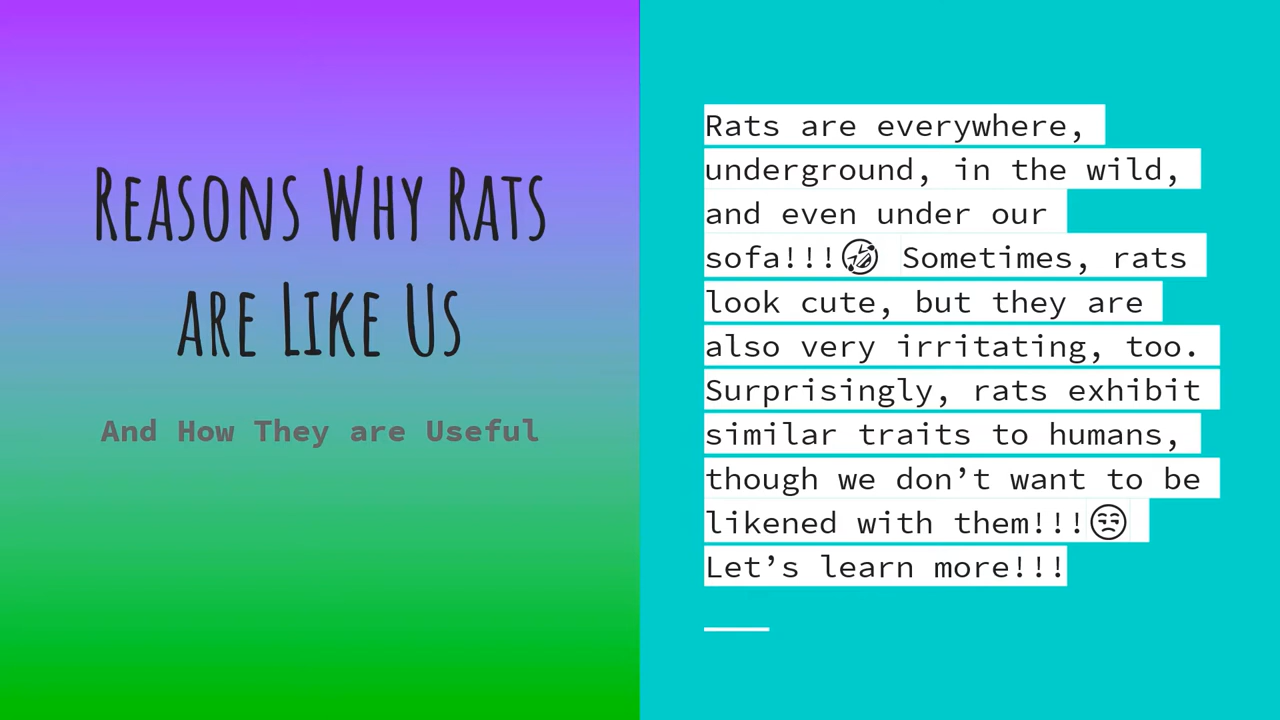 Reasons Why Rats
are Like Us
And How They are Useful
Rats are everywhere,
underground, in the wild,
and even under our
sofa!!!🤣 Sometimes, rats
look cute, but they are
also very irritating, too.
Surprisingly, rats exhibit
similar traits to humans,
though we don’t want to be
likened with them!!!😒
Let’s learn more!!!